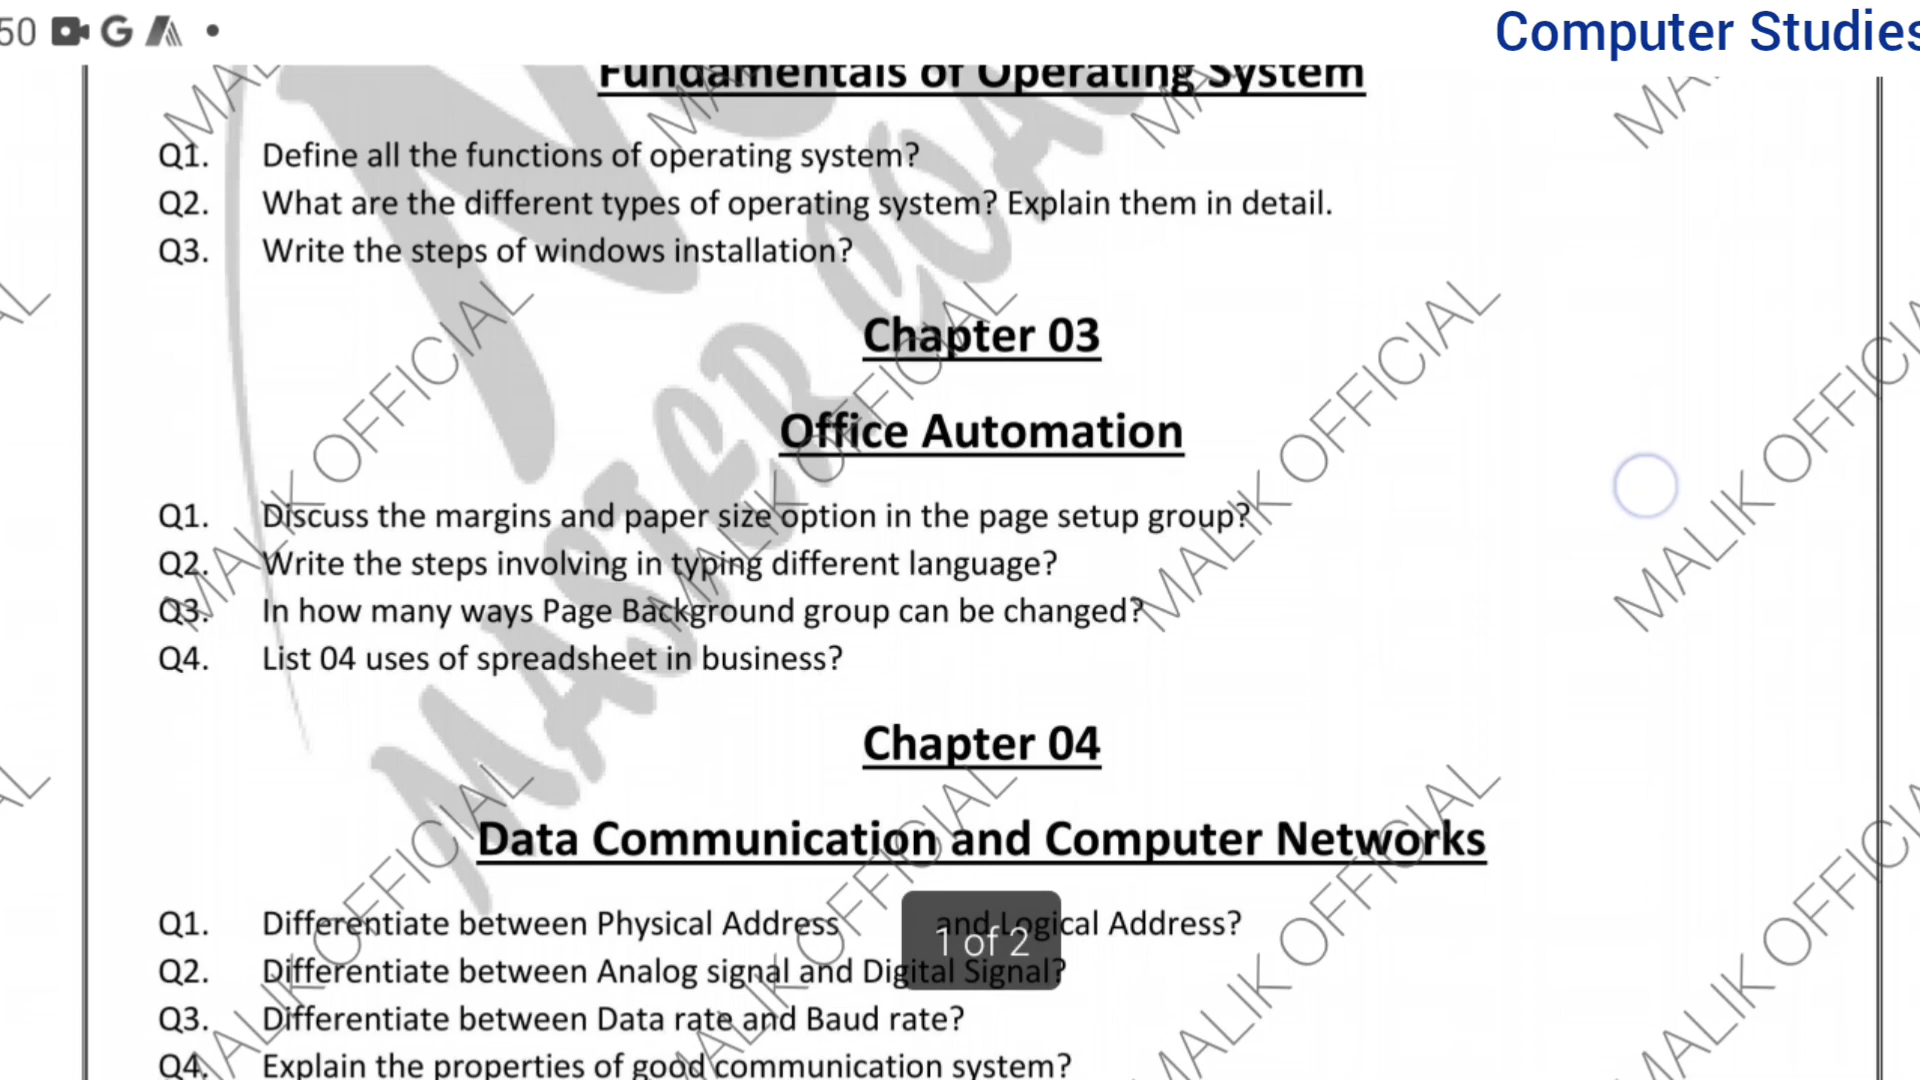 50 G
Computer Studies
Fundamentals of Operating System
Q1. Define all the functions of operating system?
Q2. What are the different types of operating system? Explain them in detail.
Q3. Write the steps of windows installation?
Chapter 03
Office Automation
Q1. Discuss the margins and paper size option in the page setup group?
Q2. Write the steps involving in typing different language?
Q3. In how many ways Page Background group can be changed?
Q4. List 04 uses of spreadsheet in business?
Chapter 04
Data Communication and Computer Networks
Q1. Differentiate between Physical Address and Logical Address?
1 of 2
Q2. Differentiate between Analog signal and Digital Signal?
Q3. Differentiate between Data rate and Baud rate?
Q4. Explain the properties of good communication system?
MASTER COA
MALIK OFFICIAL
MALIK OFFICIAL
MALIK OFFICIAL
MALIK OFFICIAL